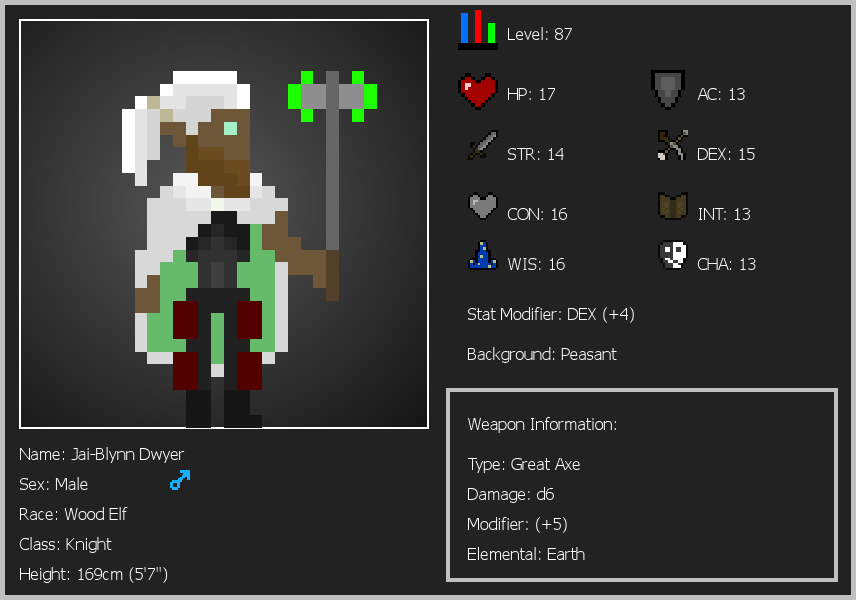 Level: 87
HP: 17
AC: 13
STR: 14
DEX: 15
CON: 16
INT: 13
WIS: 16
CHA: 13
Stat Modifier: DEX (+4)
Background: Peasant
Weapon Information:
Type: Great Axe
Damage: d6
Modifier: (+5)
Elemental: Earth
Name: Jai-Blynn Dwyer
Sex: Male
Race: Wood Elf
Class: Knight
Height: 169cm (5'7")